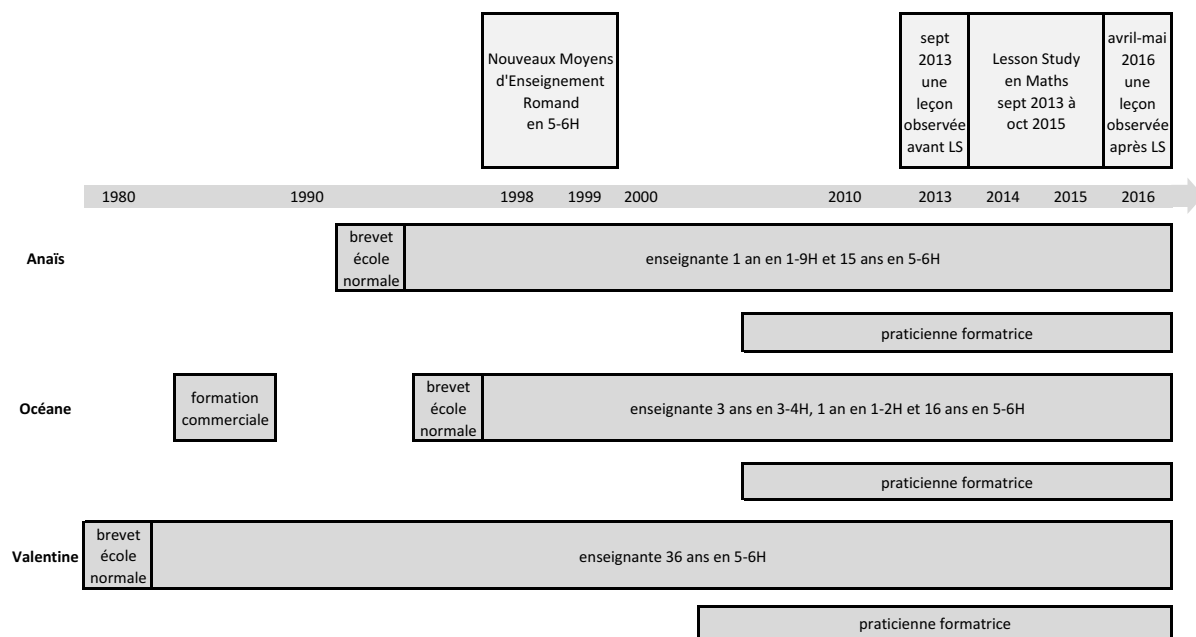 Nouveaux Moyens
d'Enseignement
Romand
en 5-6H
sept
2013
une
leçon
observée
avant LS
Lesson Study
en Maths
sept 2013 à
oct 2015
avril-mai
2016
une
leçon
observée
après LS
1980 1990 1998 1999 2000 2010 2013 2014 2015 2016
Anaïs
brevet
école
normale
enseignante 1 an en 1-9H et 15 ans en 5-6H
praticienne formatrice
Océane
formation
commerciale
brevet
école
normale
enseignante 3 ans en 3-4H, 1 an en 1-2H et 16 ans en 5-6H
praticienne formatrice
Valentine
brevet
école
normale
enseignante 36 ans en 5-6H
praticienne formatrice